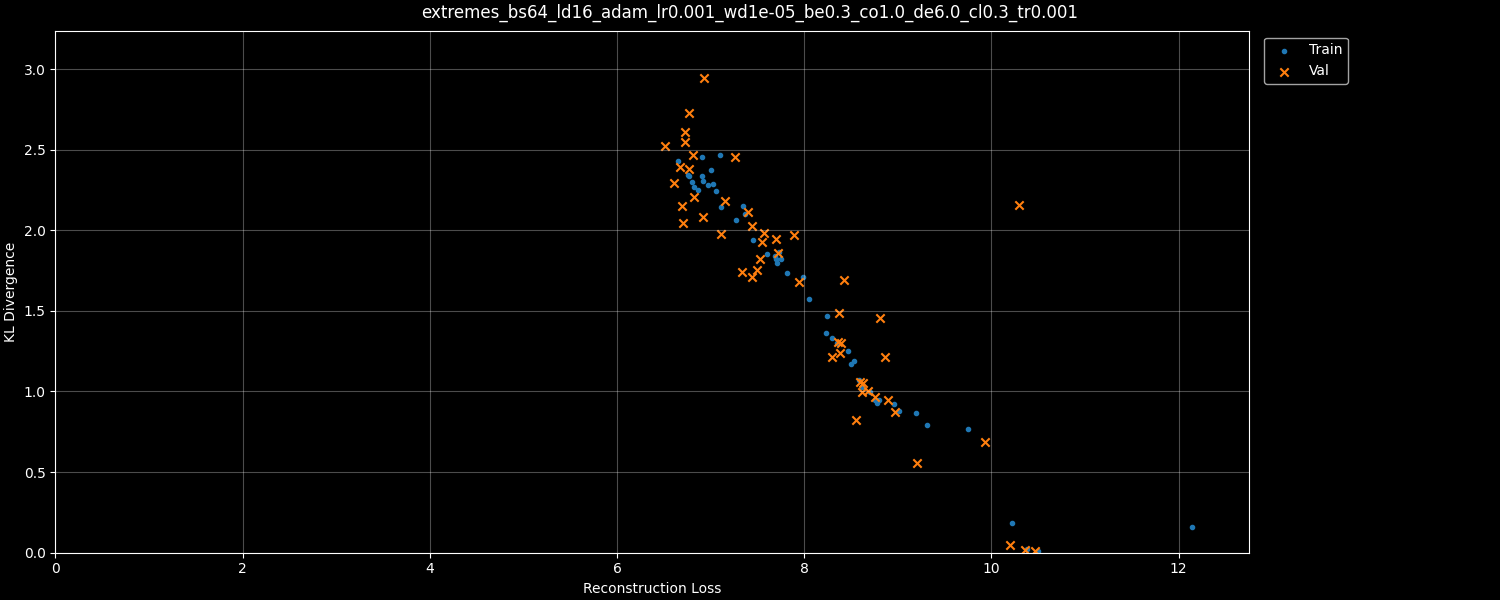 extremes_bs64_ld16_adam_lr0.001_wd1e-05_be0.3_co1.0_de6.0_cl0.3_tr0.001
Train
Val
3.0
2.5
2.0
1.5
1.0
0.5
0.0
KL Divergence
0
2
4
6
8
10
12
Reconstruction Loss